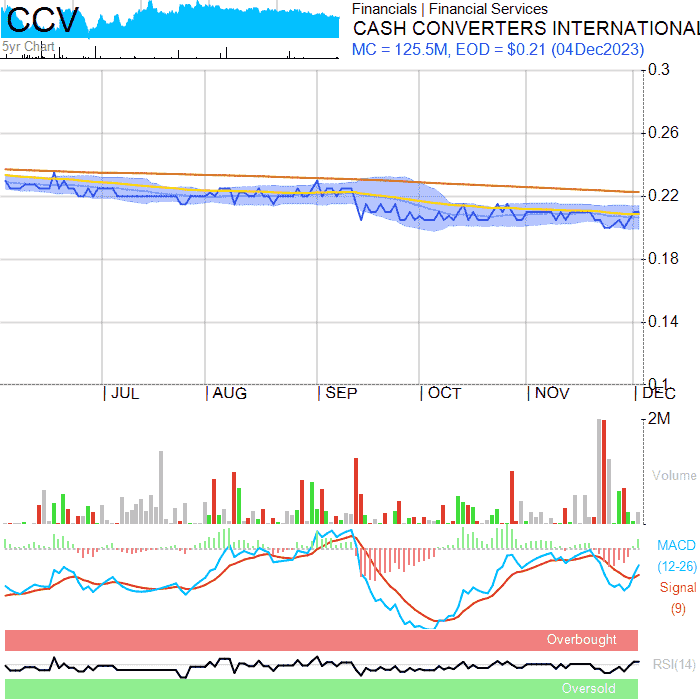 CCV
5yr Chart
Financials | Financial Services
CASH CONVERTERS INTERNATIONAL
MC = 125.5M, EOD = $0.21 (04Dec2023)
0.3
0.26
0.22
0.18
0.14
0.1
JUL AUG SEP OCT NOV DEC
2M
Volume
MACD
(12-26)
Signal
(9)
Overbought
RSI(14)
Oversold